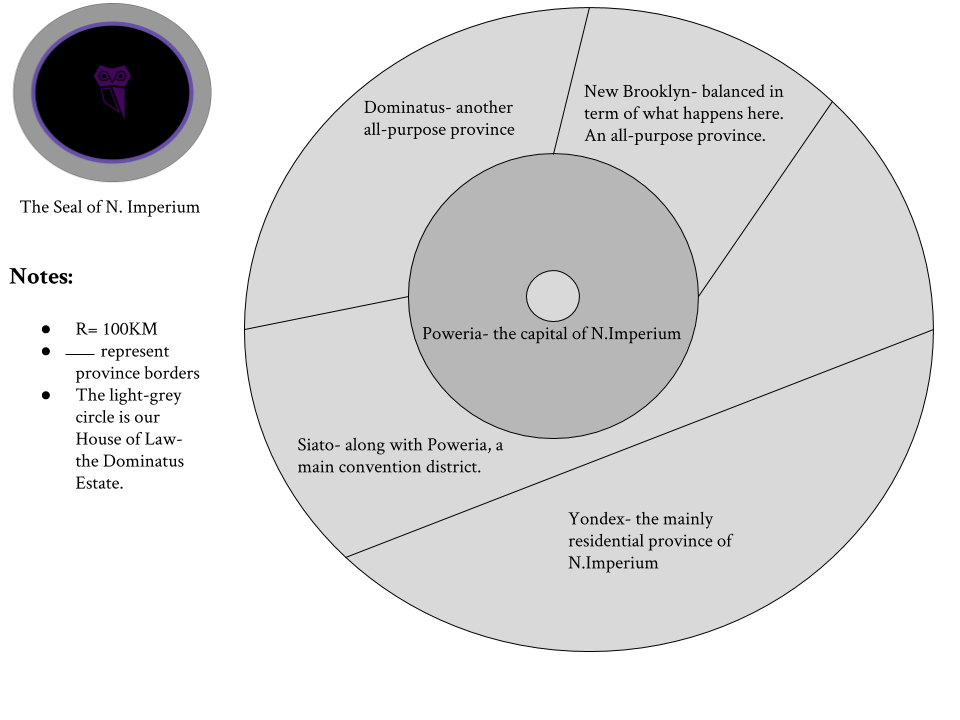 The Seal of N. Imperium
Notes:
● R= 100KM
● ___ represent
province borders
● The light-grey
circle is our
House of Law-
the Dominatus
Estate.
Dominatus- another
all-purpose province
New Brooklyn- balanced in
term of what happens here.
An all-purpose province.
Poweria- the capital of N.Imperium
Siato- along with Poweria, a
main convention district.
Yondex- the mainly
residential province of
N.Imperium